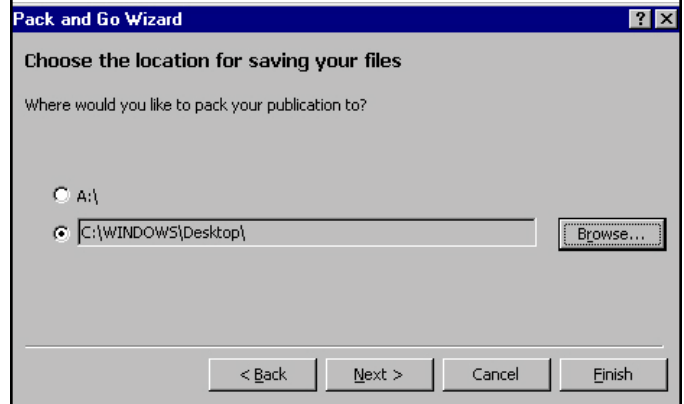 Pack and Go Wizard
Choose the location for saving your files
Where would you like to pack your publication to?
A:\
C:\WINDOWS\Desktop\ Browse...
< Back Next > Cancel Finish